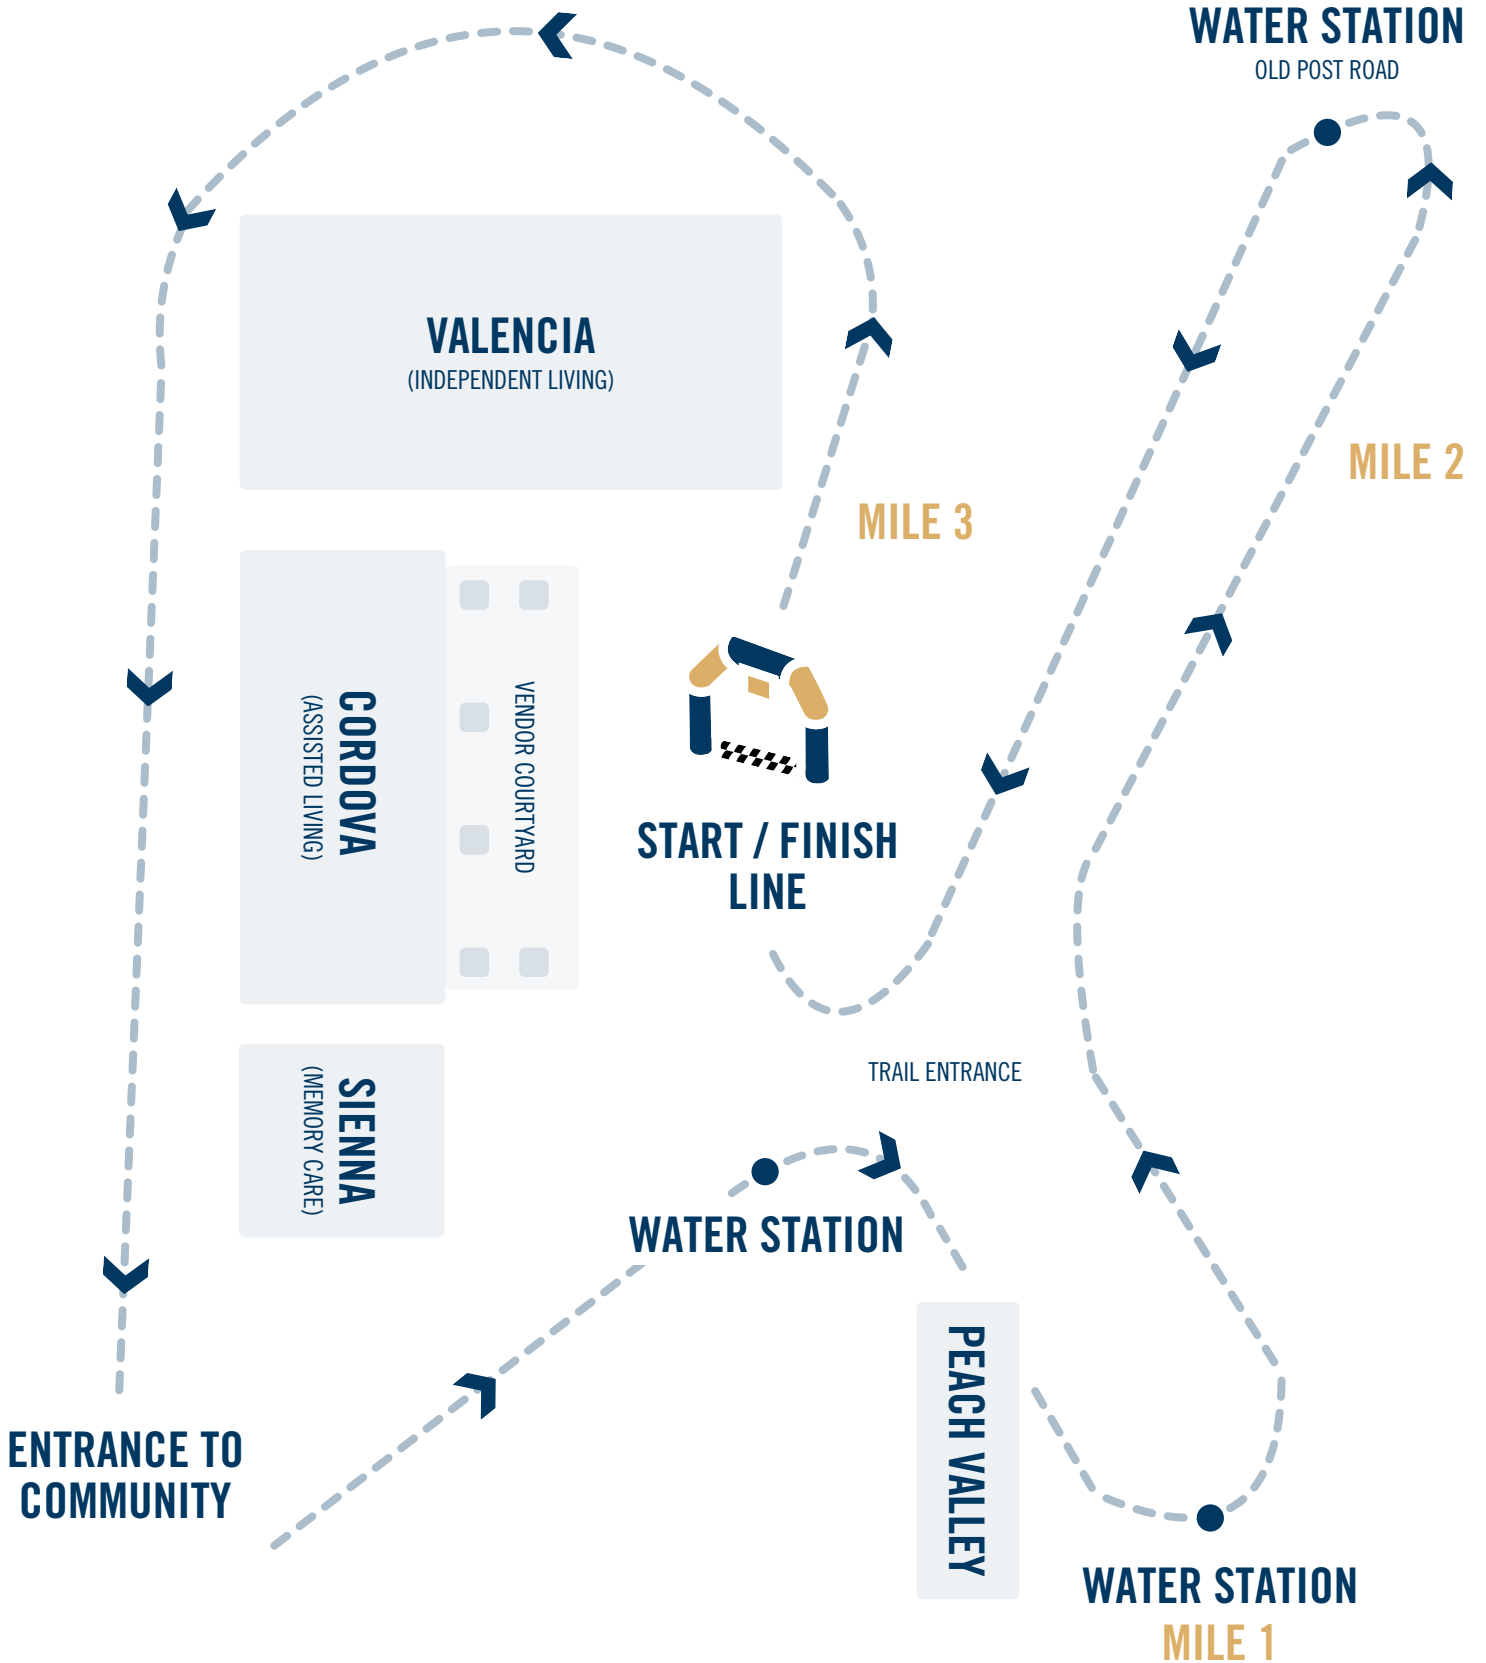 WATER STATION
OLD POST ROAD
VALENCIA
(INDEPENDENT LIVING)
MILE 2
MILE 3
CORDOVA
(ASSISTED LIVING)
VENDOR COURTYARD
START / FINISH
LINE
TRAIL ENTRANCE
SIENNA
(MEMORY CARE)
WATER STATION
PEACH VALLEY
ENTRANCE TO
COMMUNITY
WATER STATION
MILE 1